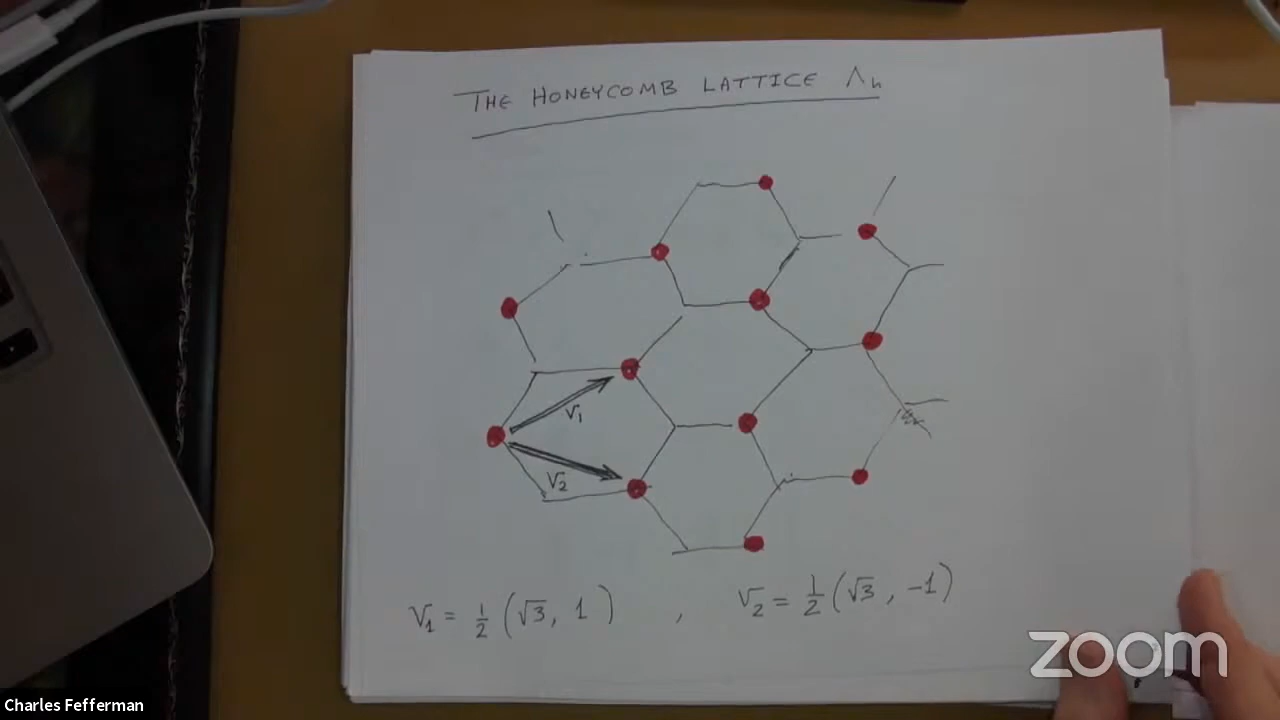 THE HONEYCOMB LATTICE Λₕ
V₁
V₂
V₁ = 1/2 (√3, 1) , V₂ = 1/2 (√3, -1)
zoom
Charles Fefferman